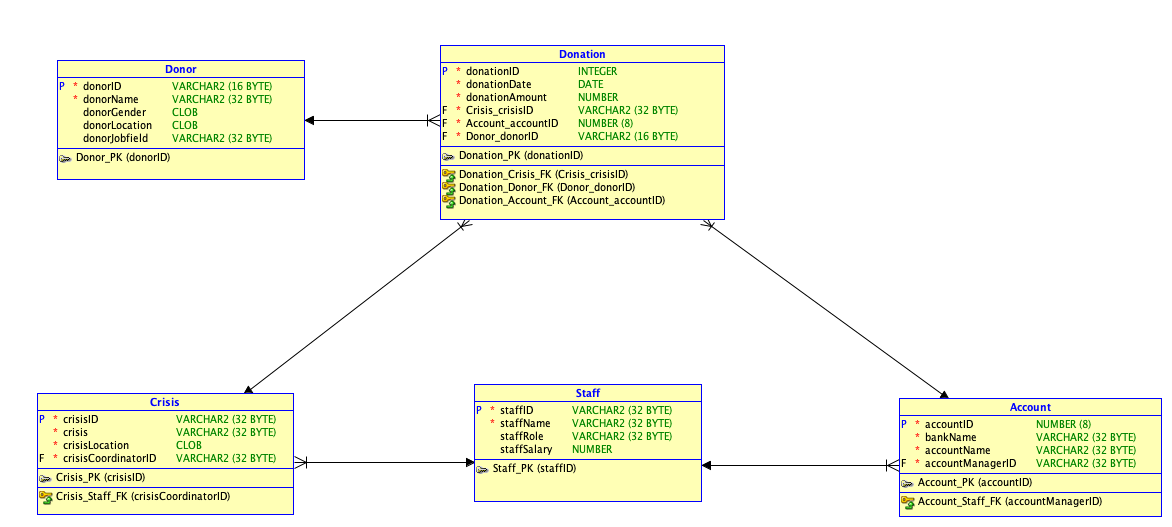 Donor
P * donorID VARCHAR2 (16 BYTE)
* donorName VARCHAR2 (32 BYTE)
donorGender CLOB
donorLocation CLOB
donorJobfield VARCHAR2 (32 BYTE)
Donor_PK (donorID)
Donation
P * donationID INTEGER
* donationDate DATE
* donationAmount NUMBER
F * Crisis_crisisID VARCHAR2 (32 BYTE)
F * Account_accountID NUMBER (8)
F * Donor_donorID VARCHAR2 (16 BYTE)
Donation_PK (donationID)
Donation_Crisis_FK (Crisis_crisisID)
Donation_Donor_FK (Donor_donorID)
Donation_Account_FK (Account_accountID)
Crisis
P * crisisID VARCHAR2 (32 BYTE)
* crisis VARCHAR2 (32 BYTE)
* crisisLocation CLOB
F * crisisCoordinatorID VARCHAR2 (32 BYTE)
Crisis_PK (crisisID)
Crisis_Staff_FK (crisisCoordinatorID)
Staff
P * staffID VARCHAR2 (32 BYTE)
* staffName VARCHAR2 (32 BYTE)
staffRole VARCHAR2 (32 BYTE)
staffSalary NUMBER
Staff_PK (staffID)
Account
P * accountID NUMBER (8)
* bankName VARCHAR2 (32 BYTE)
* accountName VARCHAR2 (32 BYTE)
F * accountManagerID VARCHAR2 (32 BYTE)
Account_PK (accountID)
Account_Staff_FK (accountManagerID)